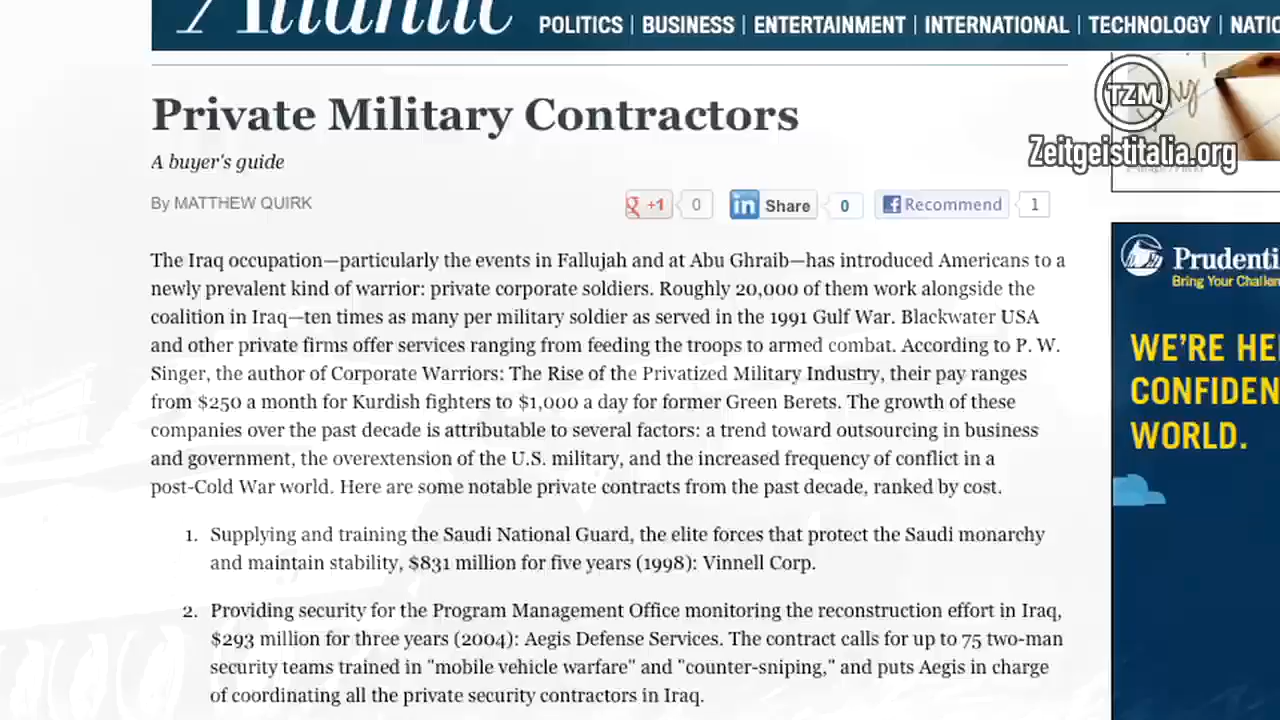 Atlantic
POLITICS | BUSINESS | ENTERTAINMENT | INTERNATIONAL | TECHNOLOGY | NATIO
TZM
Zeitgeistitalia.org
Private Military Contractors
A buyer's guide
By MATTHEW QUIRK
+1 0 in Share 0 f Recommend 1
The Iraq occupation—particularly the events in Fallujah and at Abu Ghraib—has introduced Americans to a
newly prevalent kind of warrior: private corporate soldiers. Roughly 20,000 of them work alongside the
coalition in Iraq—ten times as many per military soldier as served in the 1991 Gulf War. Blackwater USA
and other private firms offer services ranging from feeding the troops to armed combat. According to P. W.
Singer, the author of Corporate Warriors: The Rise of the Privatized Military Industry, their pay ranges
from $250 a month for Kurdish fighters to $1,000 a day for former Green Berets. The growth of these
companies over the past decade is attributable to several factors: a trend toward outsourcing in business
and government, the overextension of the U.S. military, and the increased frequency of conflict in a
post-Cold War world. Here are some notable private contracts from the past decade, ranked by cost.
1. Supplying and training the Saudi National Guard, the elite forces that protect the Saudi monarchy
and maintain stability, $831 million for five years (1998): Vinnell Corp.
2. Providing security for the Program Management Office monitoring the reconstruction effort in Iraq,
$293 million for three years (2004): Aegis Defense Services. The contract calls for up to 75 two-man
security teams trained in "mobile vehicle warfare" and "counter-sniping," and puts Aegis in charge
of coordinating all the private security contractors in Iraq.
Prudenti
Bring Your Challen
WE'RE HE
CONFIDEN
WORLD.